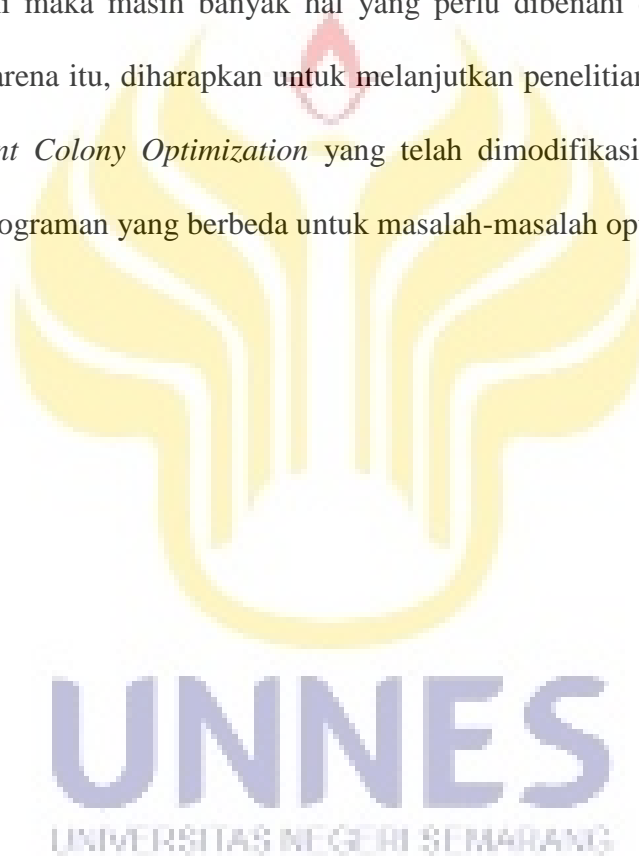 maka masih banyak hal yang perlu dibenahi
arena itu, diharapkan untuk melanjutkan penelitian
nt Colony Optimization yang telah dimodifikasi
ograman yang berbeda untuk masalah-masalah op
UNNES
UNIVERSITAS NEGERI SEMARANG